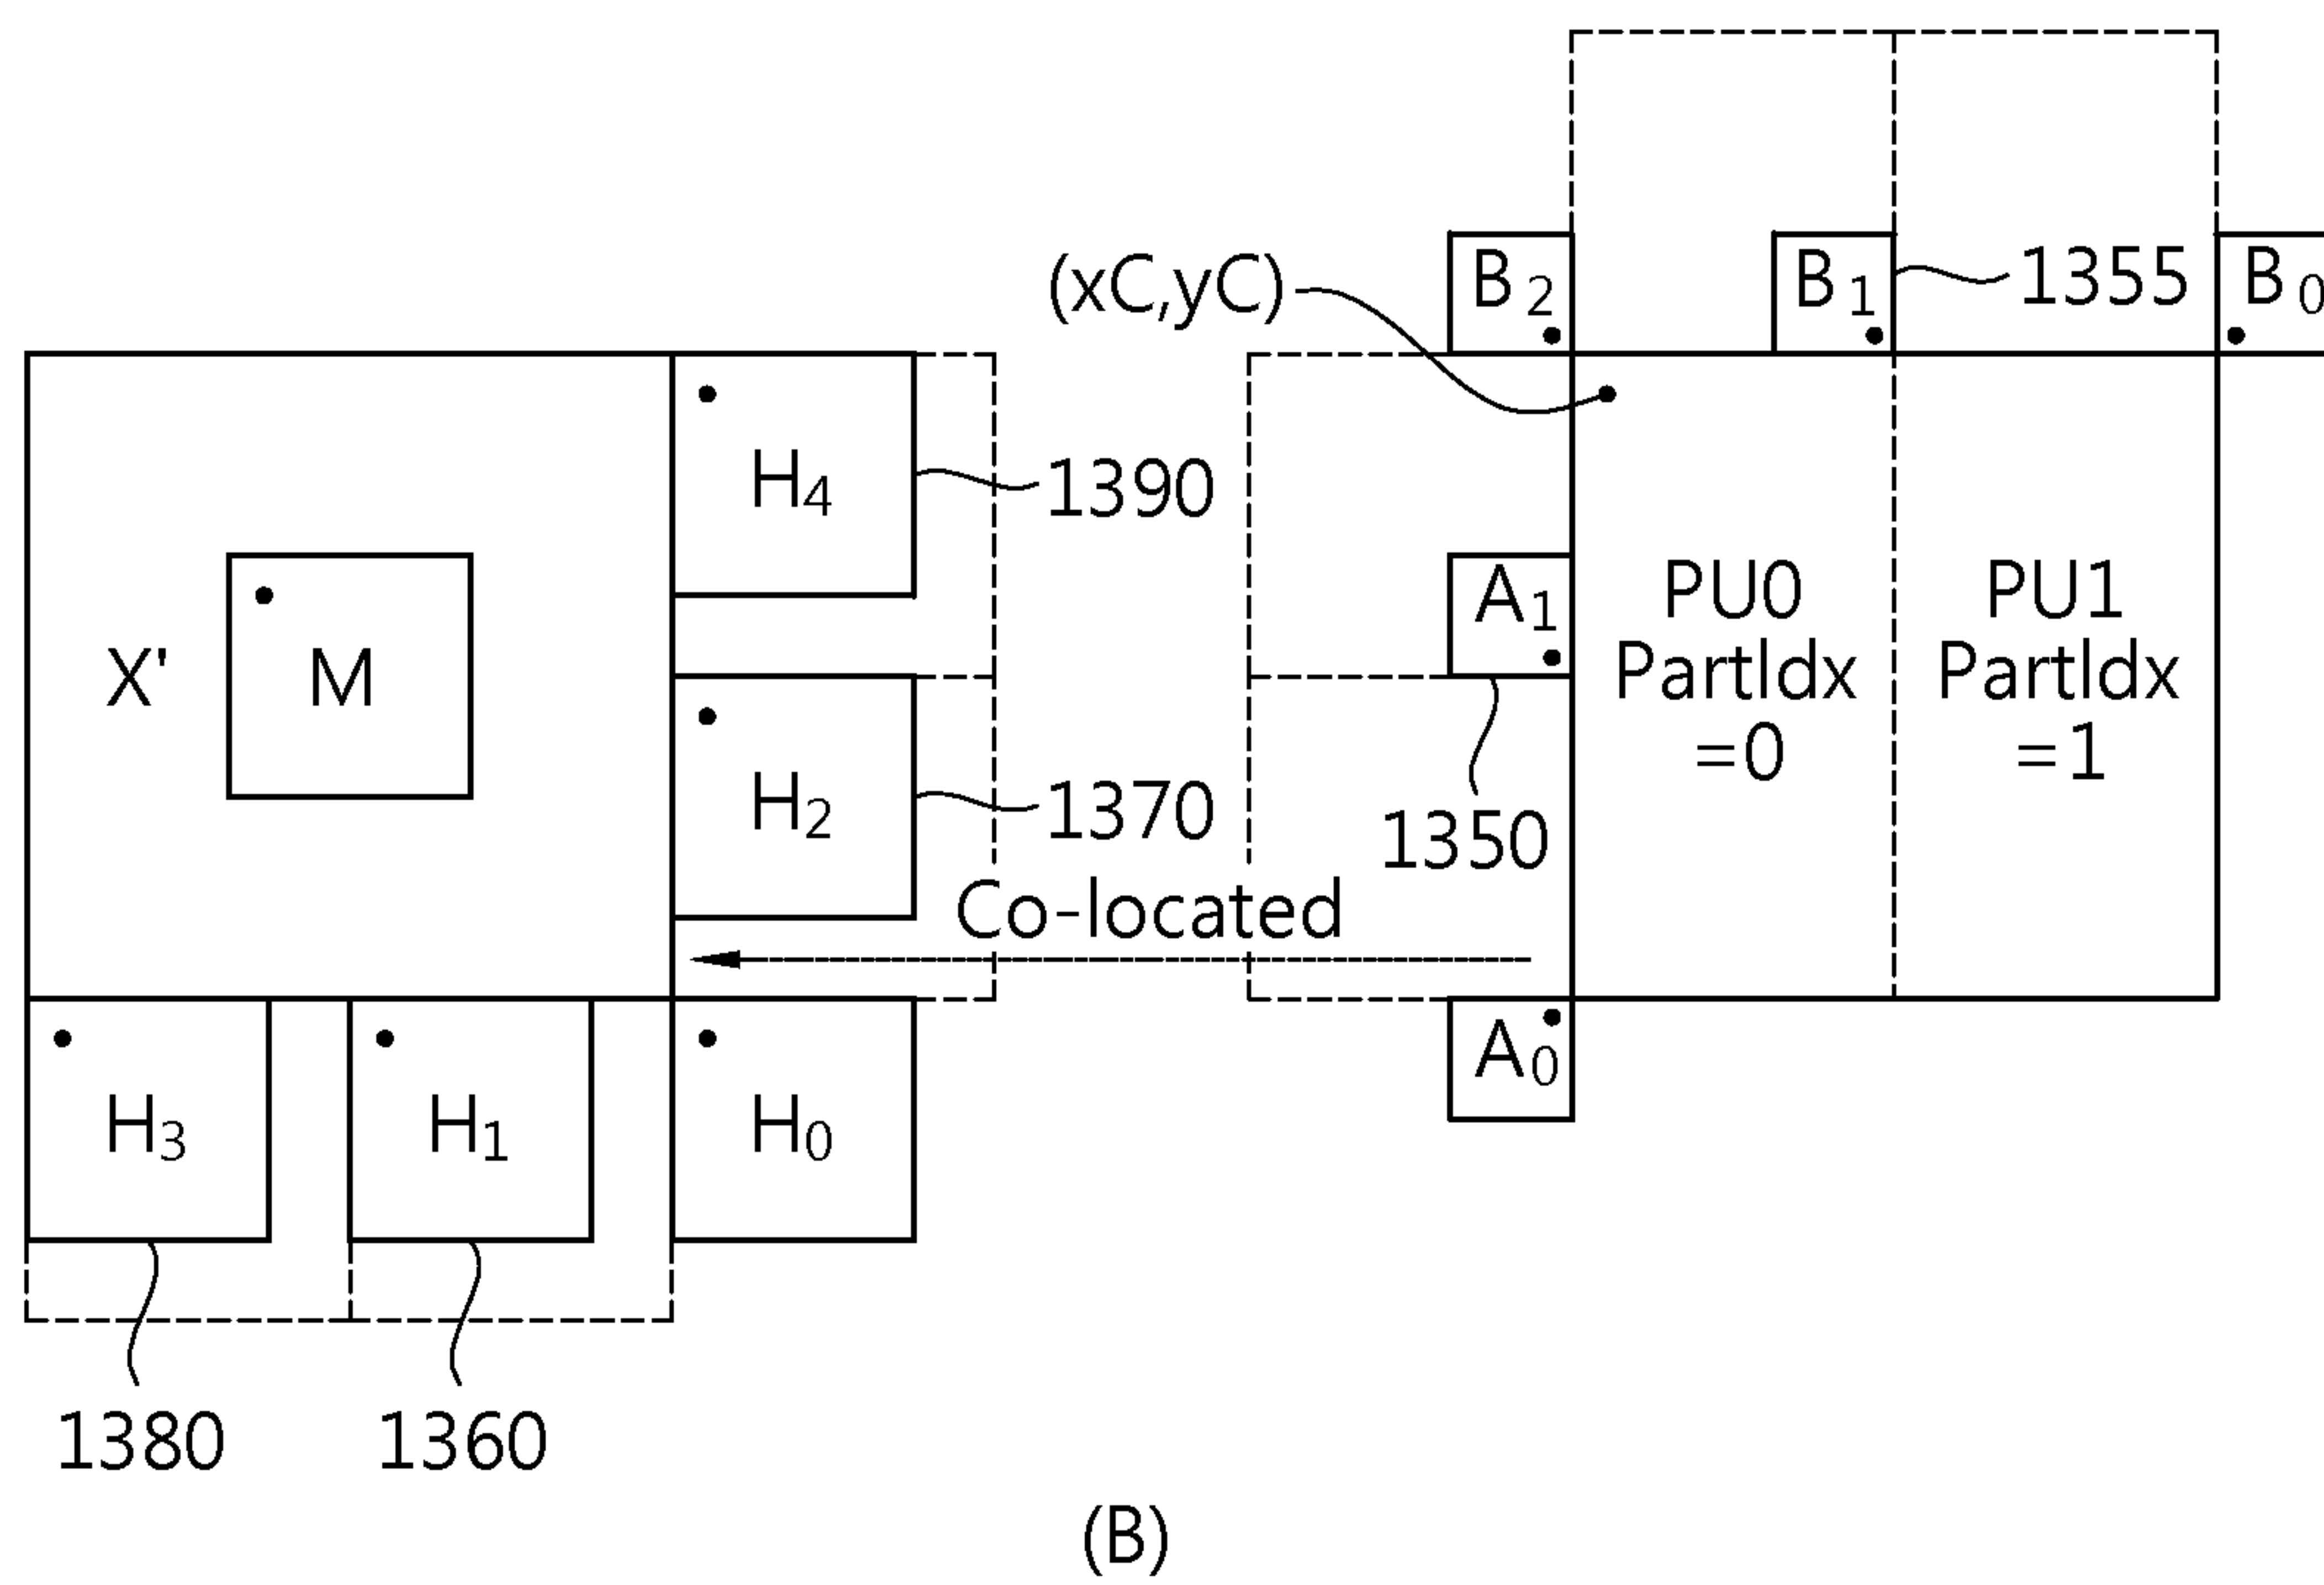 (xC,yC)
B2
B1
1355
B0
H4
1390
X'
M
A1
PU0
PartIdx
=0
PU1
PartIdx
=1
H2
1370
1350
Co-located
H3
H1
H0
A0
1380
1360
(B)